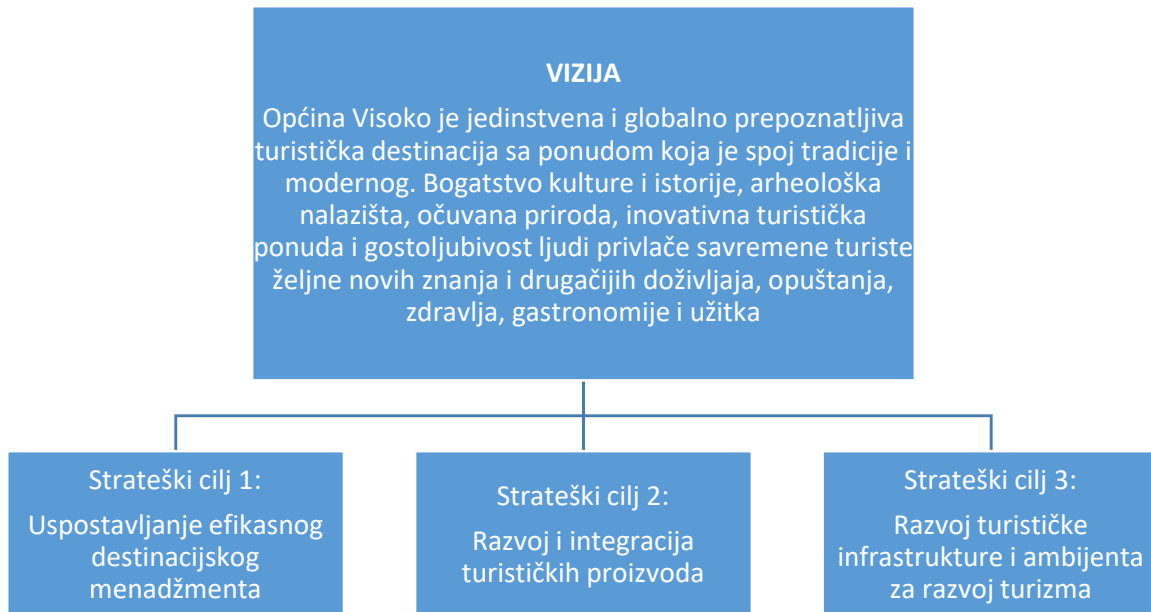 VIZIJA
Općina Visoko je jedinstvena i globalno prepoznatljiva
turistička destinacija sa ponudom koja je spoj tradicije i
modernog. Bogatstvo kulture i istorije, arheološka
nalazišta, očuvana priroda, inovativna turistička
ponuda i gostoljubivost ljudi privlače savremene turiste
željne novih znanja i drugačijih doživljaja, opuštanja,
zdravlja, gastronomije i užitka
Strateški cilj 1:
Uspostavljanje efikasnog
destinacijskog
menadžmenta
Strateški cilj 2:
Razvoj i integracija
turističkih proizvoda
Strateški cilj 3:
Razvoj turističke
infrastrukture i ambijenta
za razvoj turizma